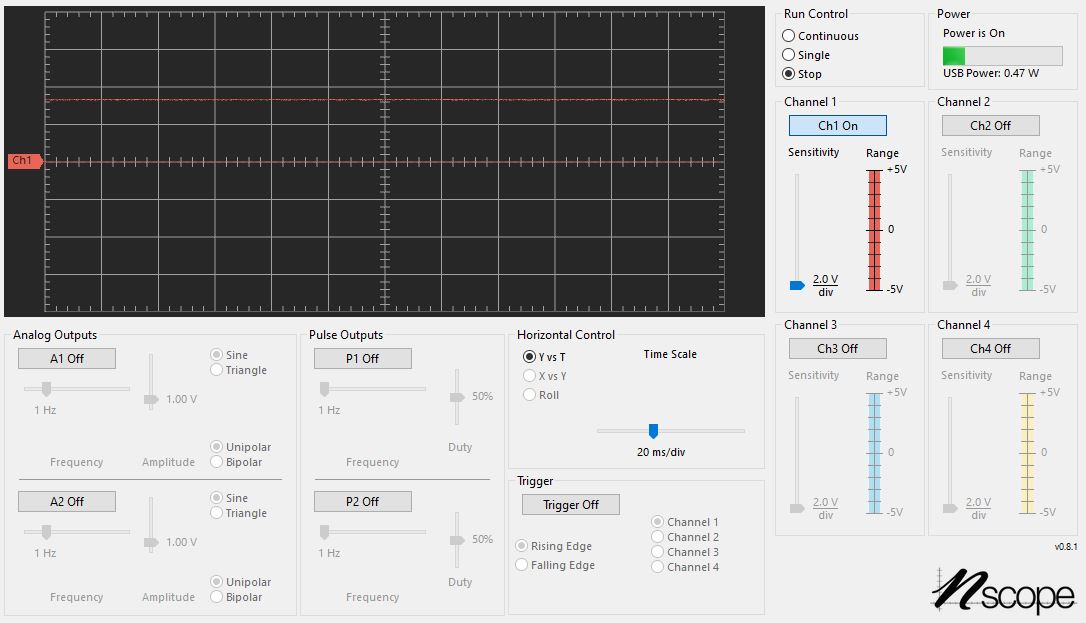 Ch1
Run Control
Continuous
Single
Stop
Power
Power is On
USB Power: 0.47 W
Channel 1
Ch1 On
Sensitivity
Range
+5V
0
-5V
2.0 V
div
Channel 2
Ch2 Off
Sensitivity
Range
+5V
0
-5V
2.0 V
div
Analog Outputs
A1 Off
Sine
Triangle
1.00 V
1 Hz
Unipolar
Bipolar
Frequency
Amplitude
A2 Off
Sine
Triangle
1.00 V
1 Hz
Unipolar
Bipolar
Frequency
Amplitude
Pulse Outputs
P1 Off
1 Hz
50%
Duty
Frequency
P2 Off
1 Hz
50%
Duty
Frequency
Horizontal Control
Y vs T
X vs Y
Roll
Time Scale
20 ms/div
Trigger
Trigger Off
Rising Edge
Falling Edge
Channel 1
Channel 2
Channel 3
Channel 4
Channel 3
Ch3 Off
Sensitivity
Range
+5V
0
-5V
2.0 V
div
Channel 4
Ch4 Off
Sensitivity
Range
+5V
0
-5V
2.0 V
div
v0.8.1
nscope